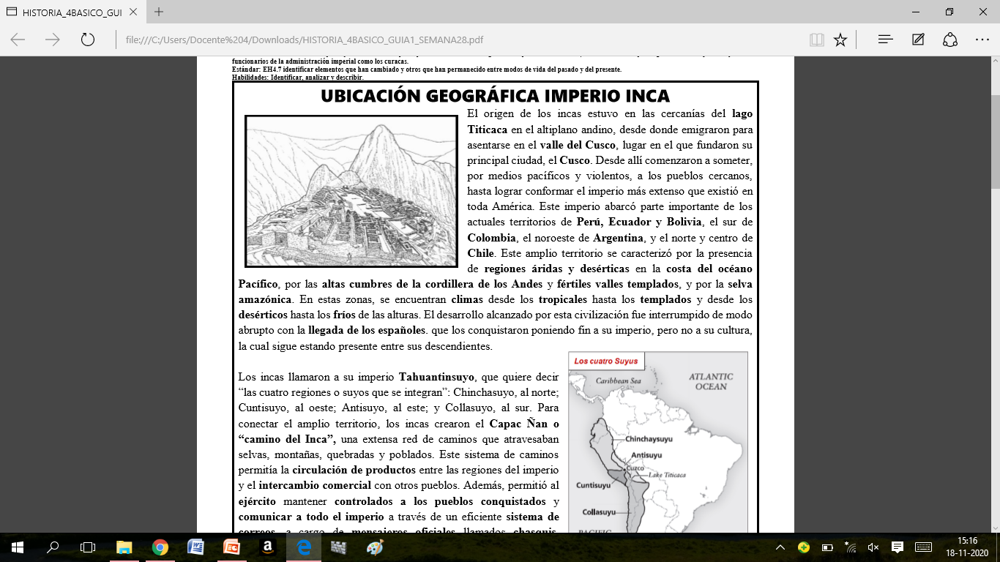 HISTORIA_4BASICO_GUI
file:///C:/Users/Docente%204/Downloads/HISTORIA_4BASICO_GUIA1_SEMANA28.pdf
funcionarios de la administración imperial como los curacas.
Estándar: EH4.7 identificar elementos que han cambiado y otros que han permanecido entre modos de vida del pasado y del presente.
Habilidades: Identificar, analizar y describir.
UBICACIÓN GEOGRÁFICA IMPERIO INCA
El origen de los incas estuvo en las cercanías del lago
Titicaca en el altiplano andino, desde donde emigraron para
asentarse en el valle del Cusco, lugar en el que fundaron su
principal ciudad, el Cusco. Desde allí comenzaron a someter,
por medios pacíficos y violentos, a los pueblos cercanos,
hasta lograr conformar el imperio más extenso que existió en
toda América. Este imperio abarcó parte importante de los
actuales territorios de Perú, Ecuador y Bolivia, el sur de
Colombia, el noroeste de Argentina, y el norte y centro de
Chile. Este amplio territorio se caracterizó por la presencia
de regiones áridas y desérticas en la costa del océano
Pacífico, por las altas cumbres de la cordillera de los Andes y fértiles valles templados, y por la selva
amazónica. En estas zonas, se encuentran climas desde los tropicales hasta los templados y desde los
desérticos hasta los fríos de las alturas. El desarrollo alcanzado por esta civilización fue interrumpido de modo
abrupto con la llegada de los españoles. que los conquistaron poniendo fin a su imperio, pero no a su cultura,
la cual sigue estando presente entre sus descendientes.
Los incas llamaron a su imperio Tahuantinsuyo, que quiere decir
“las cuatro regiones o suyos que se integran”: Chinchasuyo, al norte;
Cuntisuyo, al oeste; Antisuyo, al este; y Collasuyo, al sur. Para
conectar el amplio territorio, los incas crearon el Capac Ñan o
“camino del Inca”, una extensa red de caminos que atravesaban
selvas, montañas, quebradas y poblados. Este sistema de caminos
permitía la circulación de productos entre las regiones del imperio
y el intercambio comercial con otros pueblos. Además, permitió al
ejército mantener controlados a los pueblos conquistados y
comunicar a todo el imperio a través de un eficiente sistema de
correos, a cargo de mensajeros oficiales llamados chasquis.
Los cuatro Suyus
Caribbean Sea
ATLANTIC
OCEAN
Chinchaysuyu
Antisuyu
Cuzco
Lake Titicaca
Cuntisuyu
Collasuyu
PACIFIC
15:16
18-11-2020